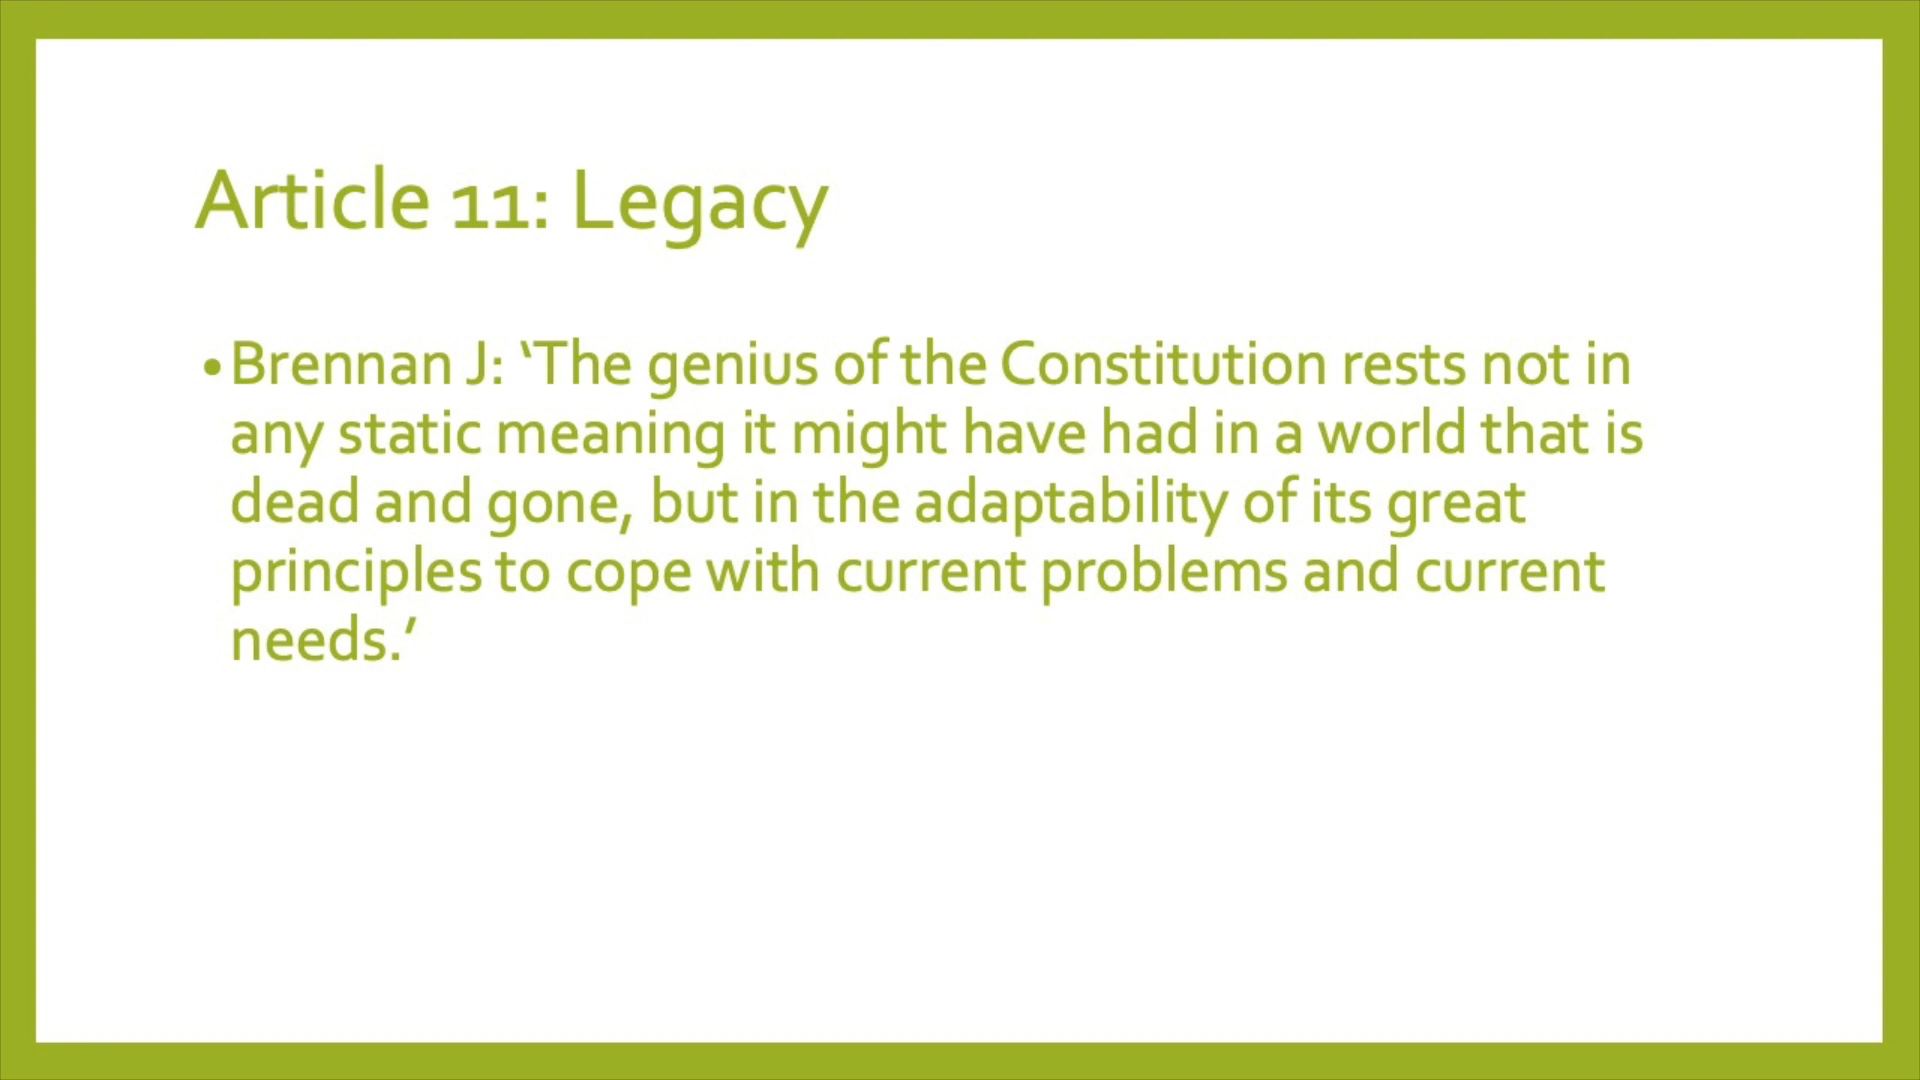 Article 11: Legacy
•Brennan J: ‘The genius of the Constitution rests not in
any static meaning it might have had in a world that is
dead and gone, but in the adaptability of its great
principles to cope with current problems and current
needs.’